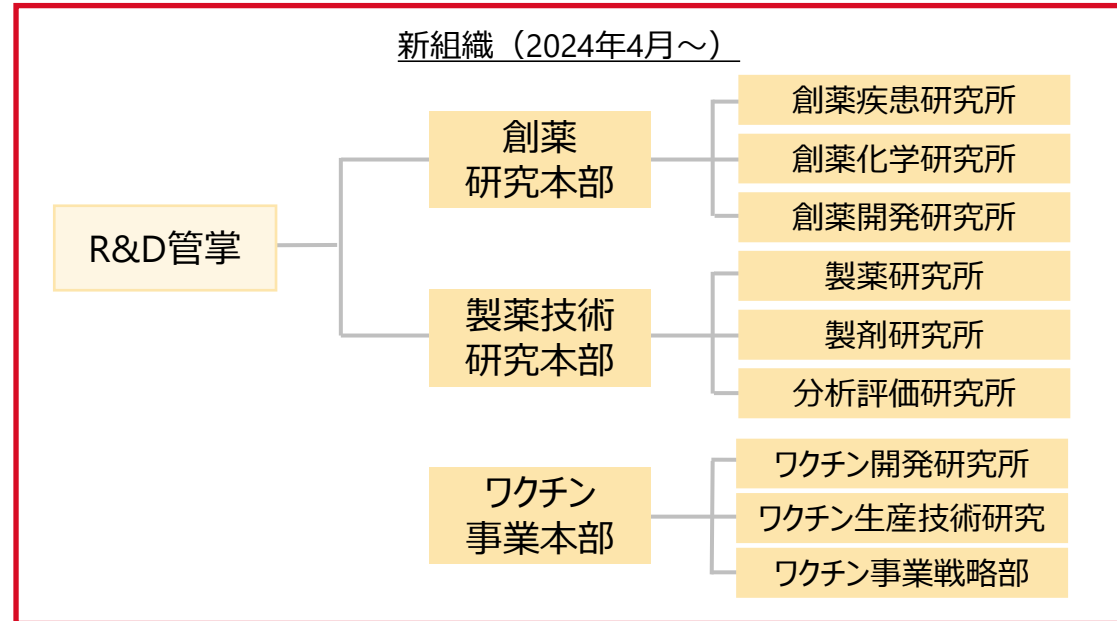 新組織（2024年4月～）
R&D管掌
創薬
研究本部
創薬疾患研究所
創薬化学研究所
創薬開発研究所
製薬技術
研究本部
製薬研究所
製剤研究所
分析評価研究所
ワクチン
事業本部
ワクチン開発研究所
ワクチン生産技術研究
ワクチン事業戦略部